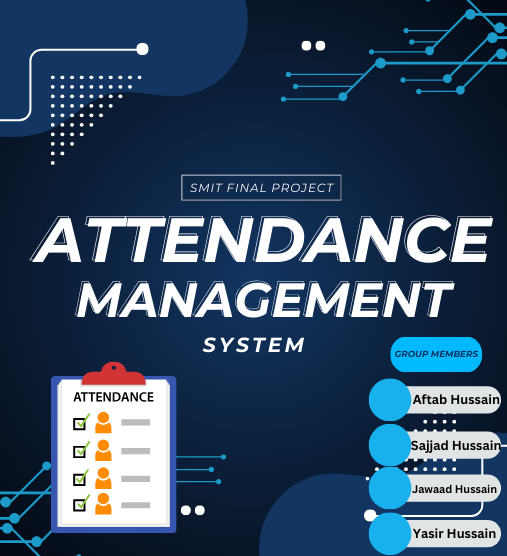 SMIT FINAL PROJECT
ATTENDANCE
MANAGEMENT
SYSTEM
GROUP MEMBERS
Aftab Hussain
Sajjad Hussain
Jawaad Hussain
Yasir Hussain
ATTENDANCE